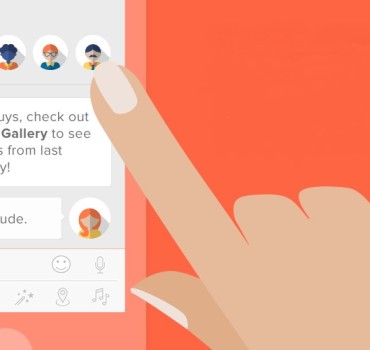 uys, check out
Gallery to see
s from last
y!
ude.